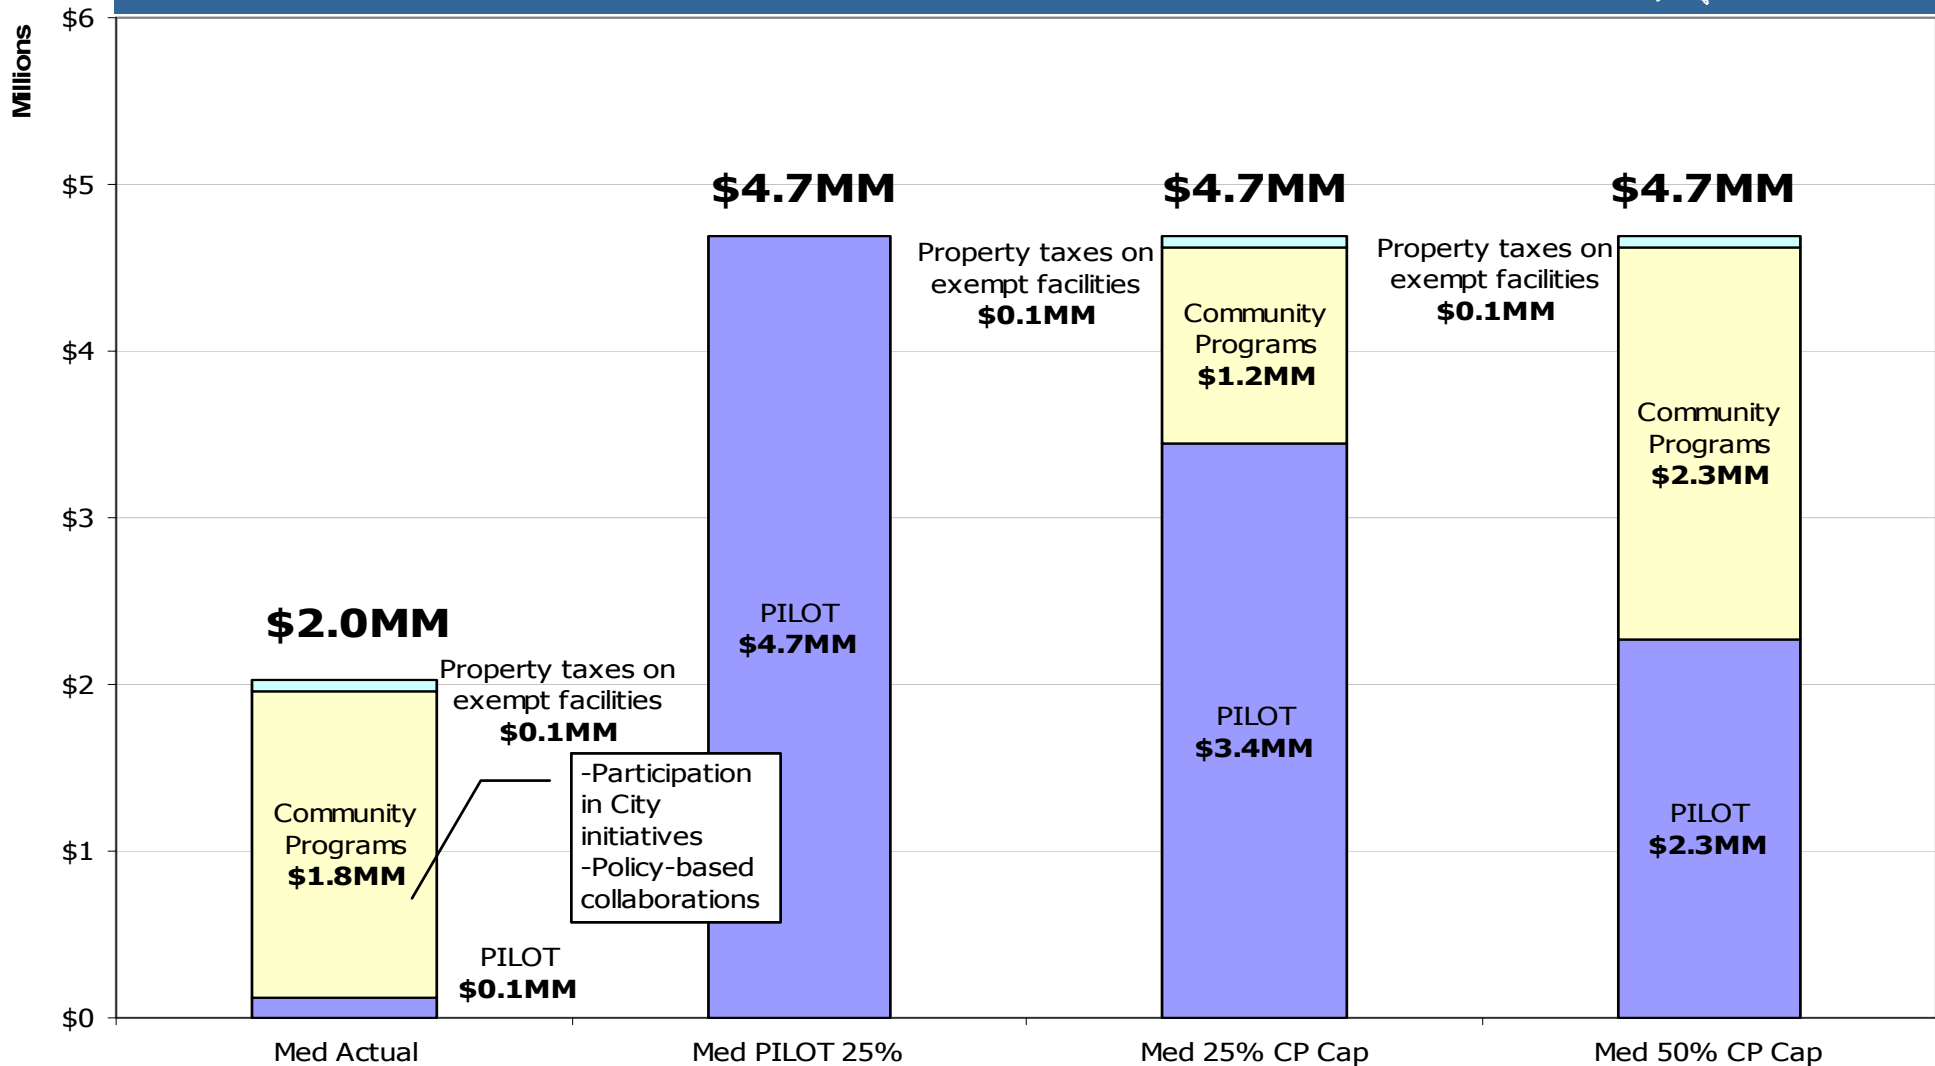 Millions
$6
$5
$4
$3
$2
$1
$0
$2.0MM
Property taxes on
exempt facilities
$0.1MM
Community
Programs
$1.8MM
-Participation
in City
initiatives
-Policy-based
collaborations
PILOT
$0.1MM
$4.7MM
PILOT
$4.7MM
$4.7MM
Property taxes on
exempt facilities
$0.1MM
Community
Programs
$1.2MM
PILOT
$3.4MM
$4.7MM
Property taxes on
exempt facilities
$0.1MM
Community
Programs
$2.3MM
PILOT
$2.3MM
Med Actual
Med PILOT 25%
Med 25% CP Cap
Med 50% CP Cap